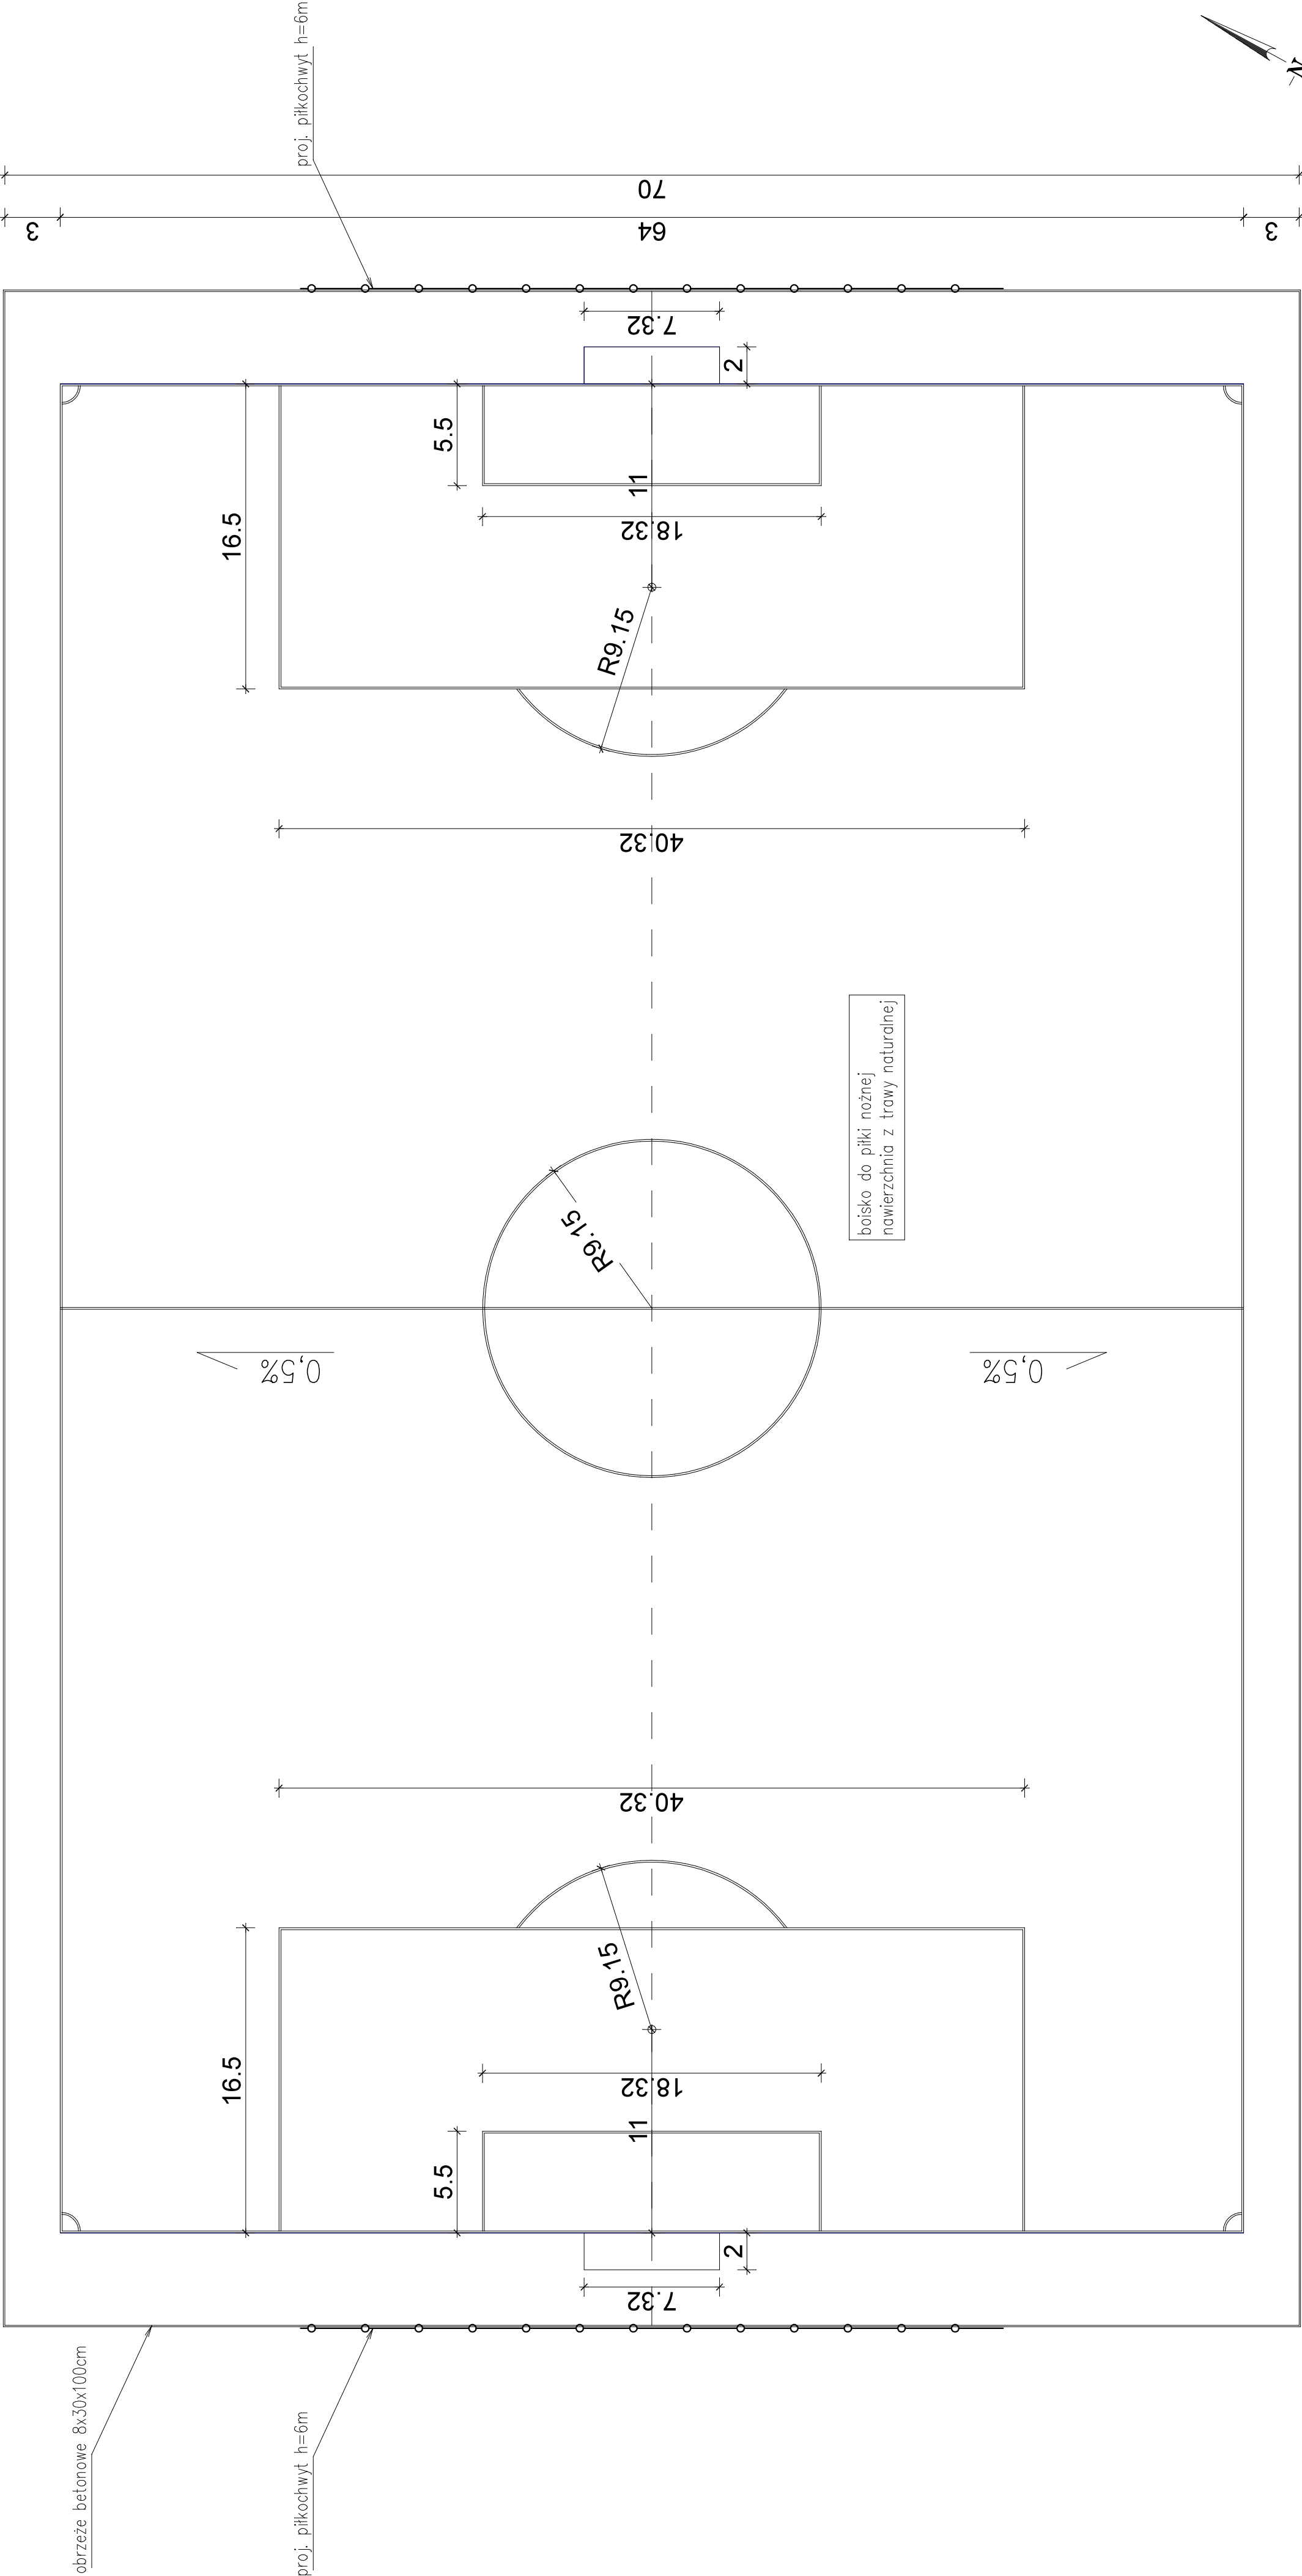 proj. piłkochwyt h=6m
N
70
3
64
3
7.32
2
5.5
16.5
11
18.32
R9.15
40.32
boisko do piłki nożnej
nawierzchnia z trawy naturalnej
R9.15
0,5%
0,5%
40.32
R9.15
16.5
18.32
11
5.5
2
7.32
obrzeże betonowe 8x30x100cm
proj. piłkochwyt h=6m